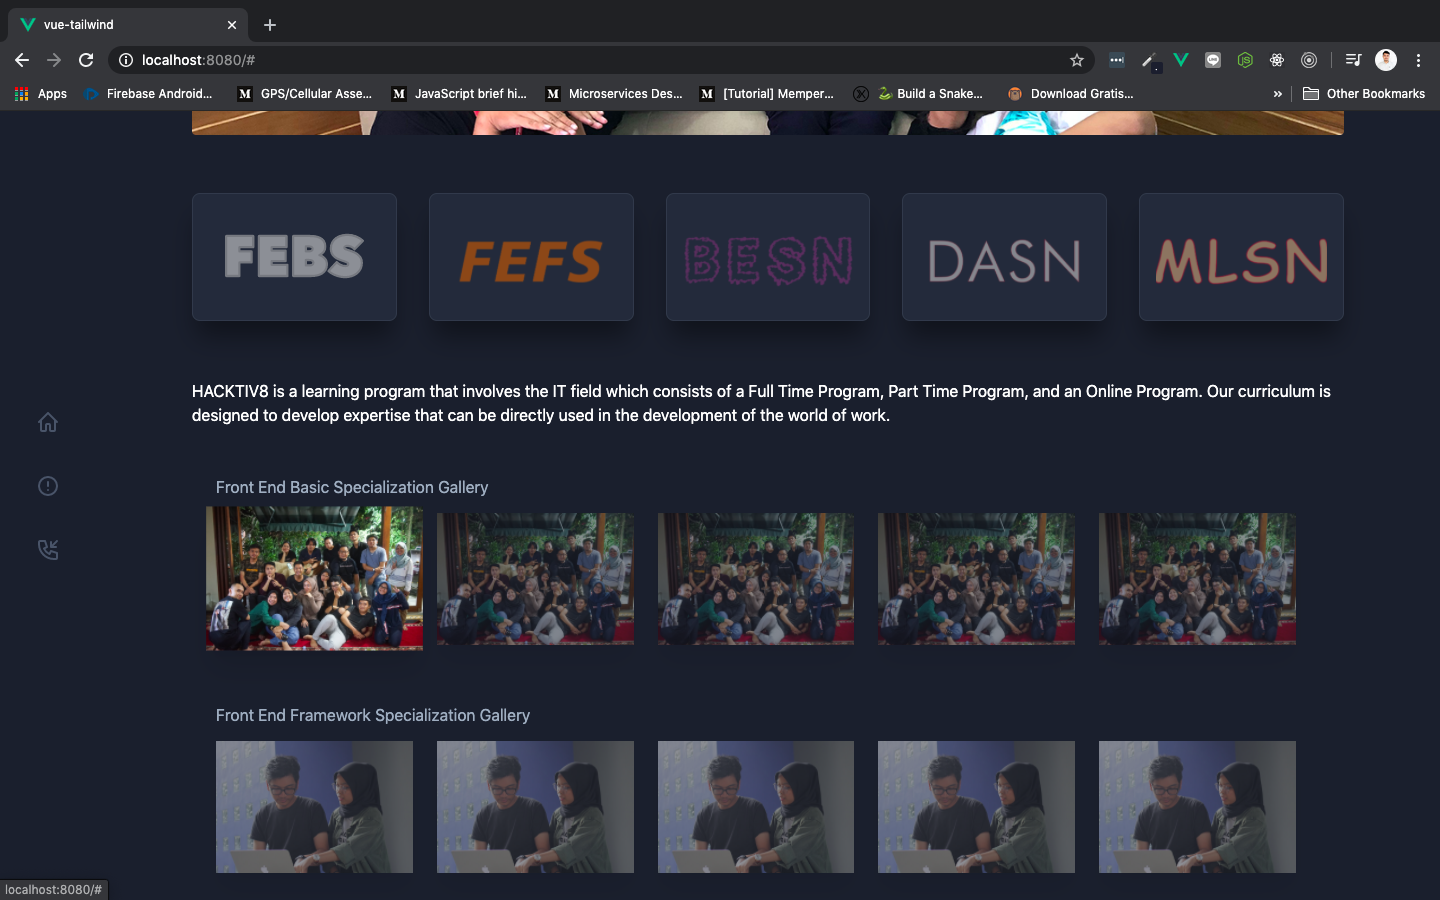 vue-tailwind
localhost:8080/#
Apps
Firebase Android...
GPS/Cellular Asse...
JavaScript brief hi...
Microservices Des...
[Tutorial] Memper...
Build a Snake...
Download Gratis...
»
Other Bookmarks
FEBS
FEFS
BESN
DASN
MLSN
HACKTIV8 is a learning program that involves the IT field which consists of a Full Time Program, Part Time Program, and an Online Program. Our curriculum is
designed to develop expertise that can be directly used in the development of the world of work.
Front End Basic Specialization Gallery
Front End Framework Specialization Gallery
localhost:8080/#